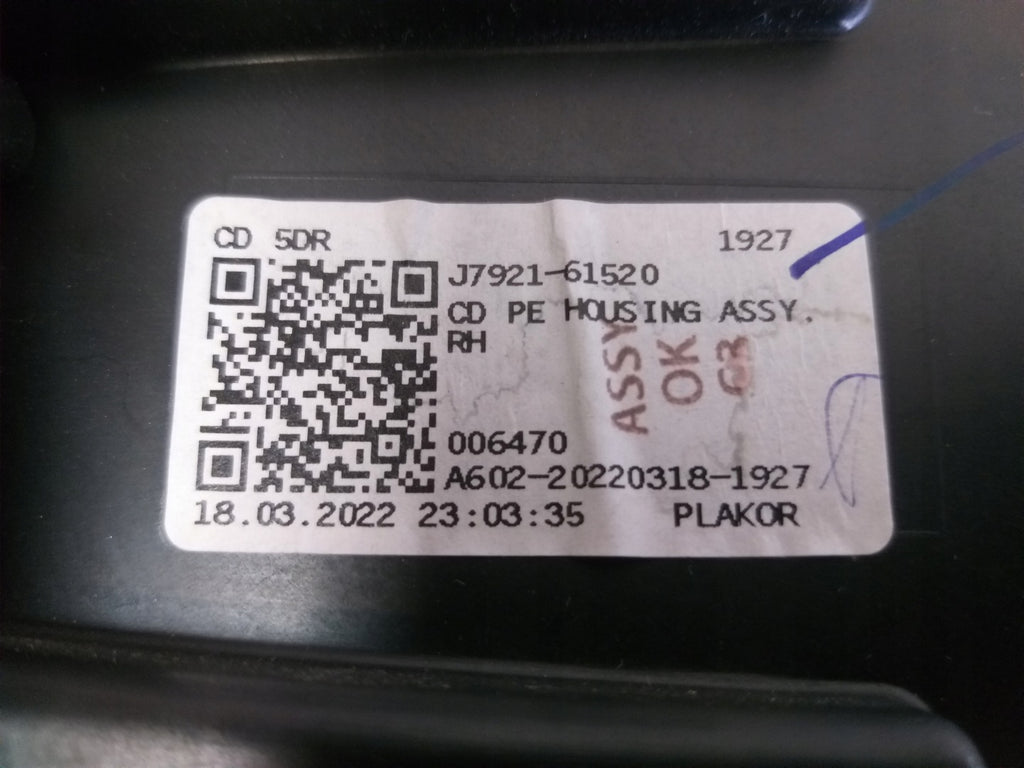 CD 5DR 1927
J7921-61520
CD PE HOUSING ASSY.
RH
ASSY
OK
006470
A602-20220318-1927
18.03.2022 23:03:35 PLAKOR